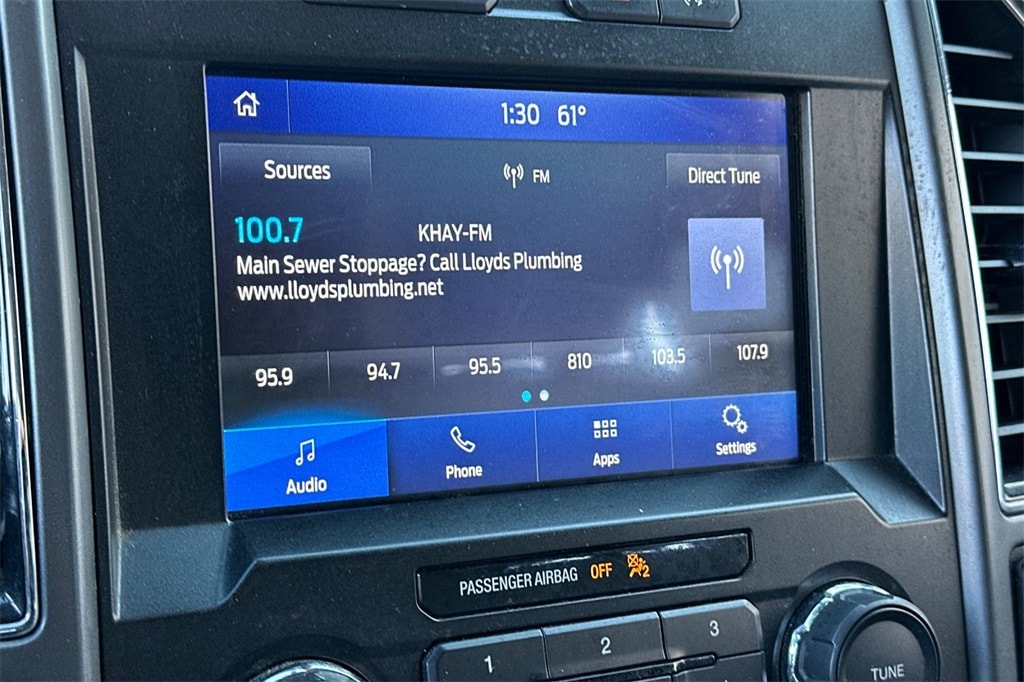 1:30 61°
Sources FM Direct Tune
100.7 KHAY-FM
Main Sewer Stoppage? Call Lloyds Plumbing
www.lloydsplumbing.net
95.9 94.7 95.5 810 103.5 107.9
Audio Phone Apps Settings
PASSENGER AIRBAG OFF 2
1 2 3
TUNE